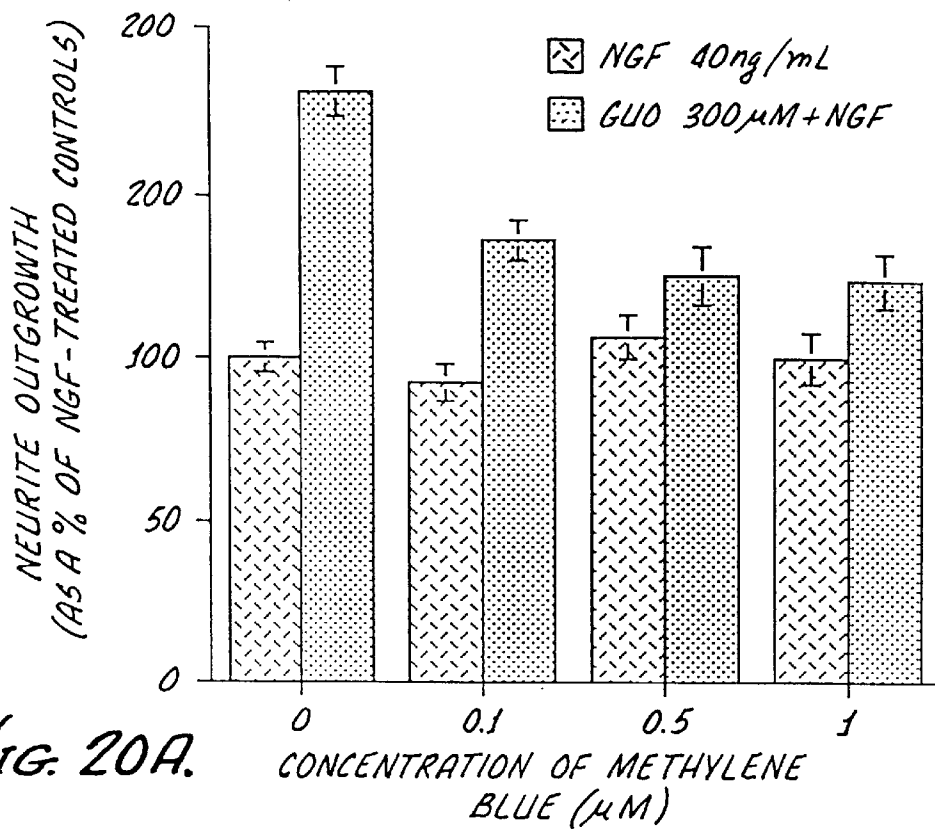 NEURITE OUTGROWTH
(AS A % OF NGF-TREATED CONTROLS)
200
200
100
50
0
NGF 40ng/mL
GUO 300µM+NGF
0
0.1
0.5
1
CONCENTRATION OF METHYLENE
BLUE (µM)
IG. 20A.